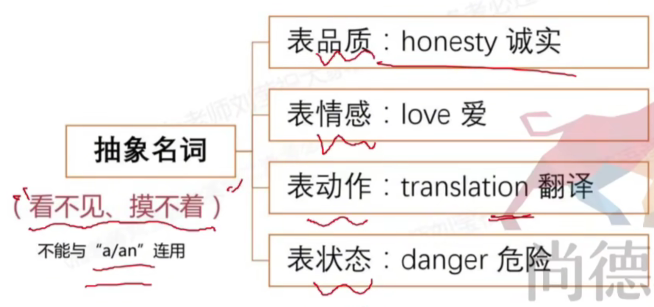 表品质：honesty 诚实
表情感：love 爱
抽象名词
（看不见、摸不着）
表动作：translation 翻译
不能与“a/an”连用
表状态：danger 危险
尚德